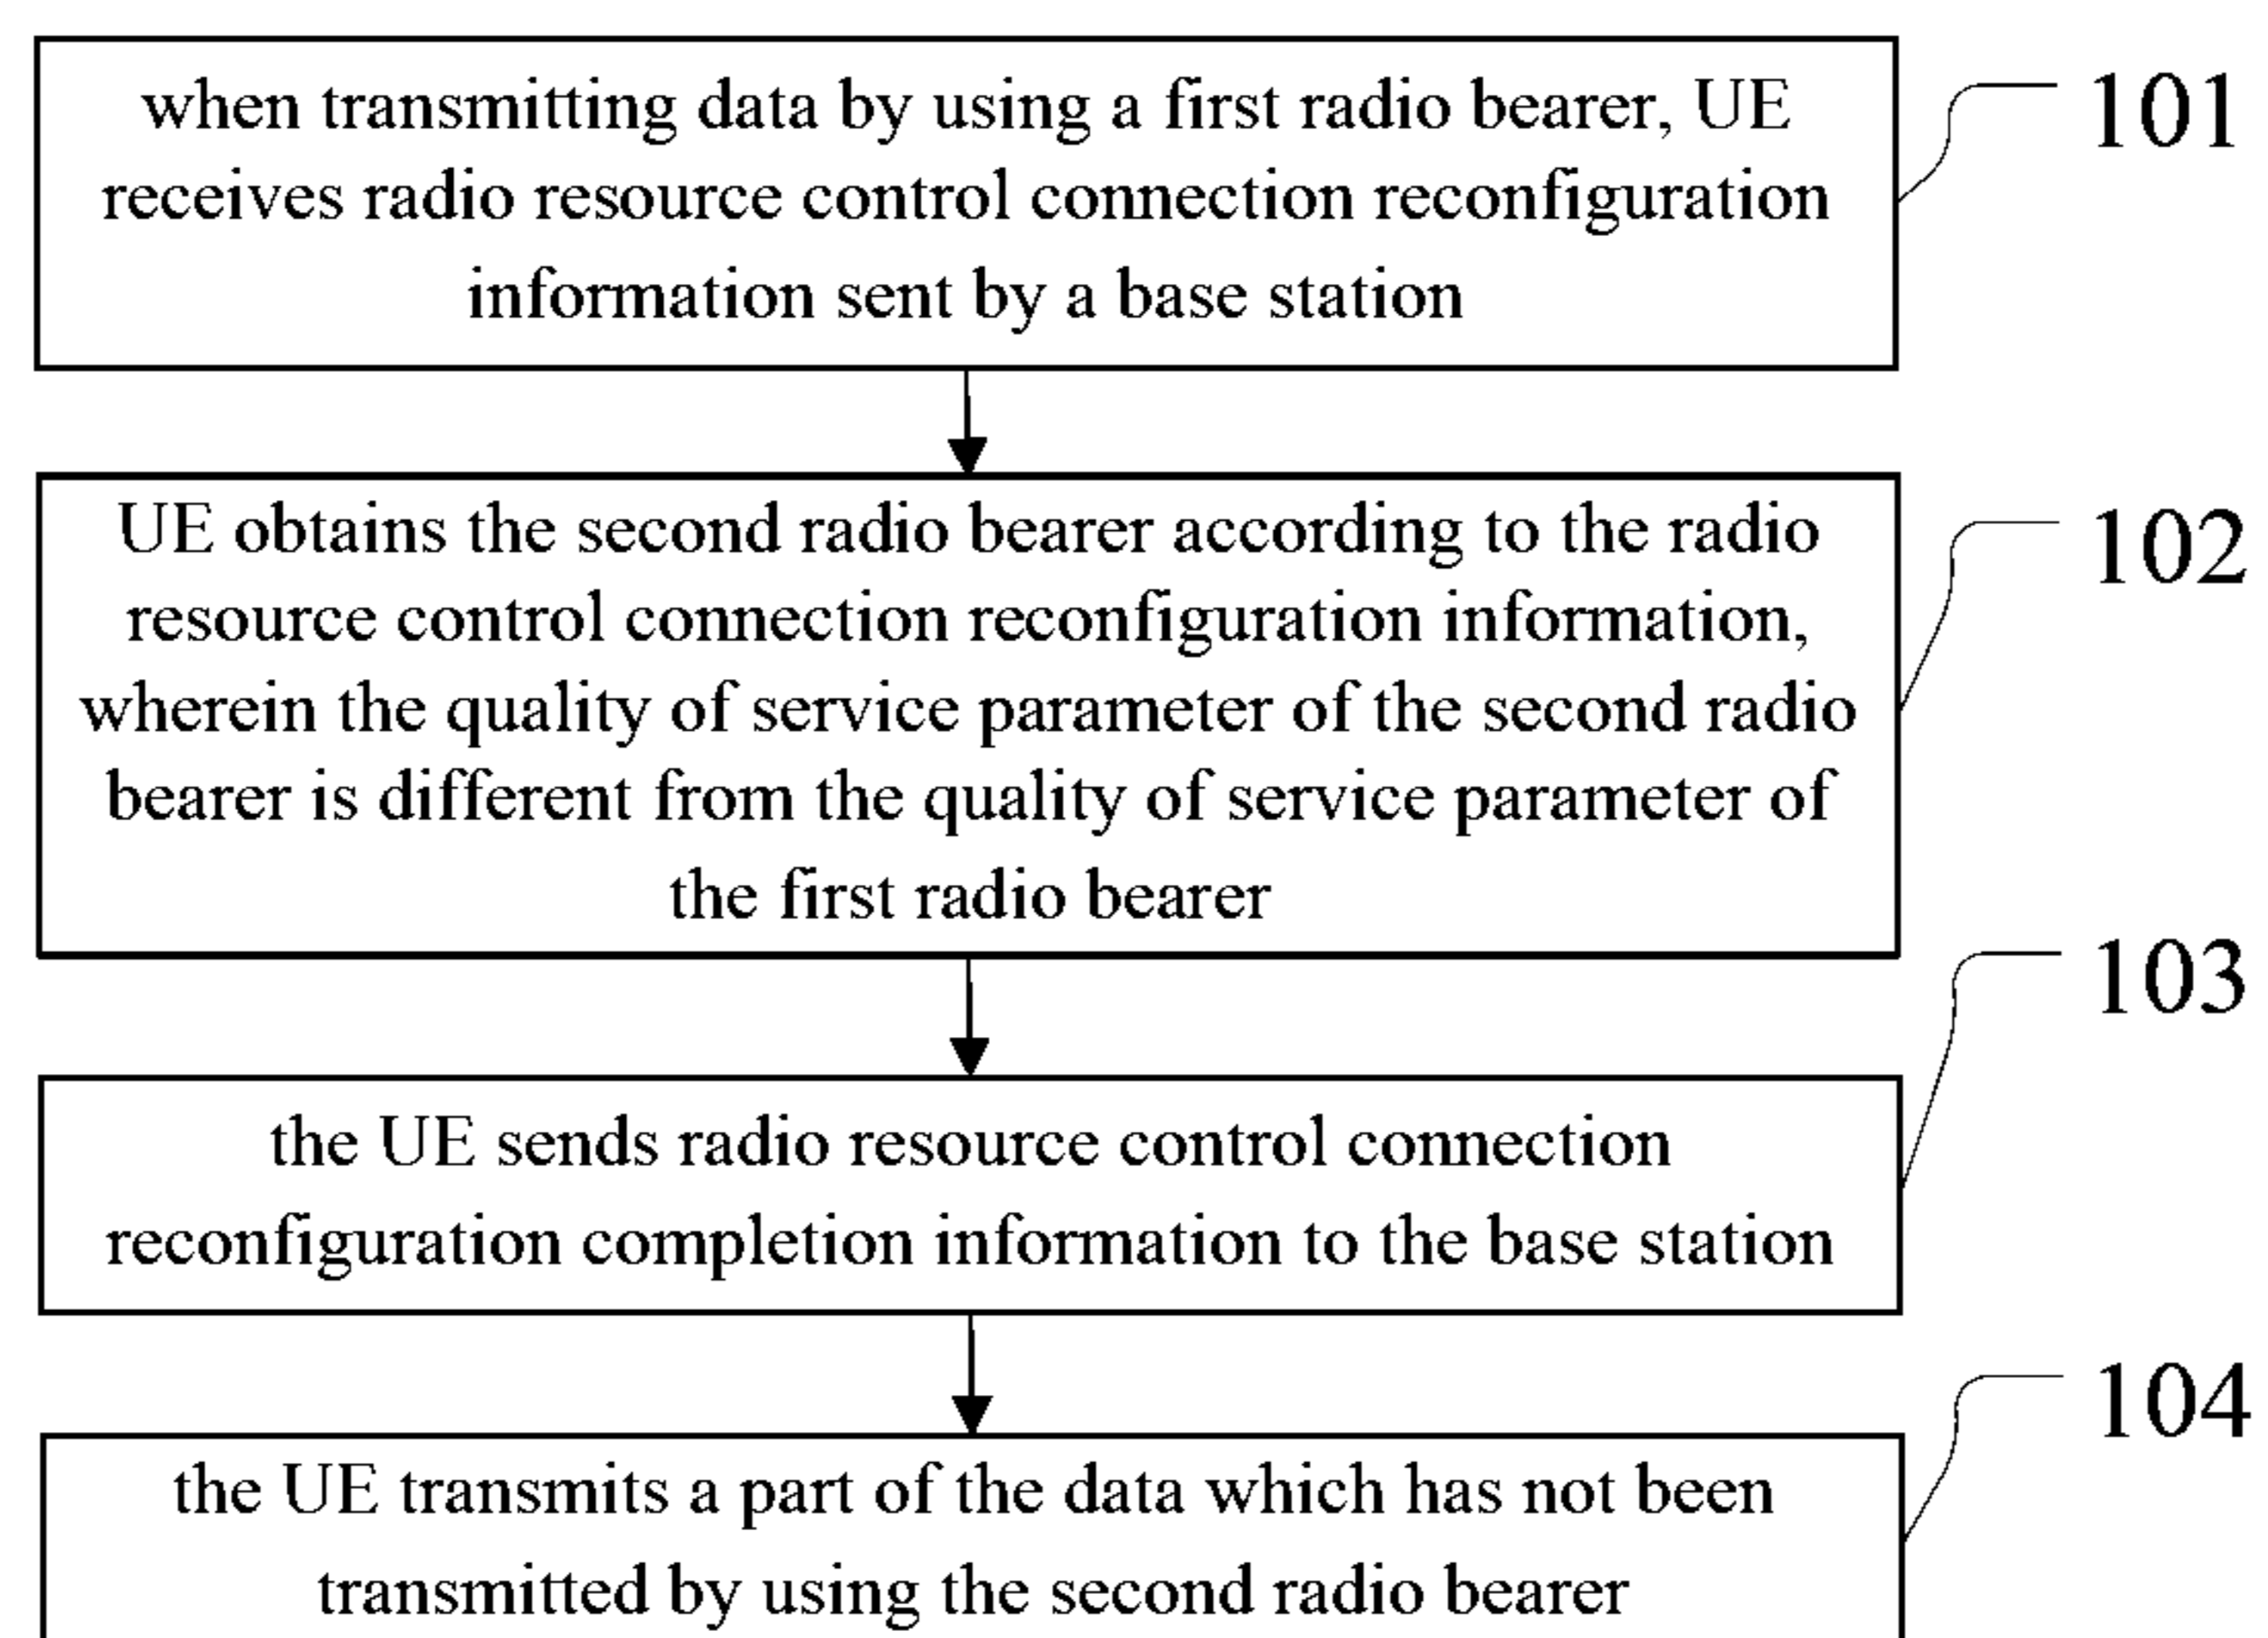 when transmitting data by using a first radio bearer, UE
receives radio resource control connection reconfiguration
information sent by a base station
101
UE obtains the second radio bearer according to the radio
resource control connection reconfiguration information,
wherein the quality of service parameter of the second radio
bearer is different from the quality of service parameter of
the first radio bearer
102
the UE sends radio resource control connection
reconfiguration completion information to the base station
103
the UE transmits a part of the data which has not been
transmitted by using the second radio bearer
104